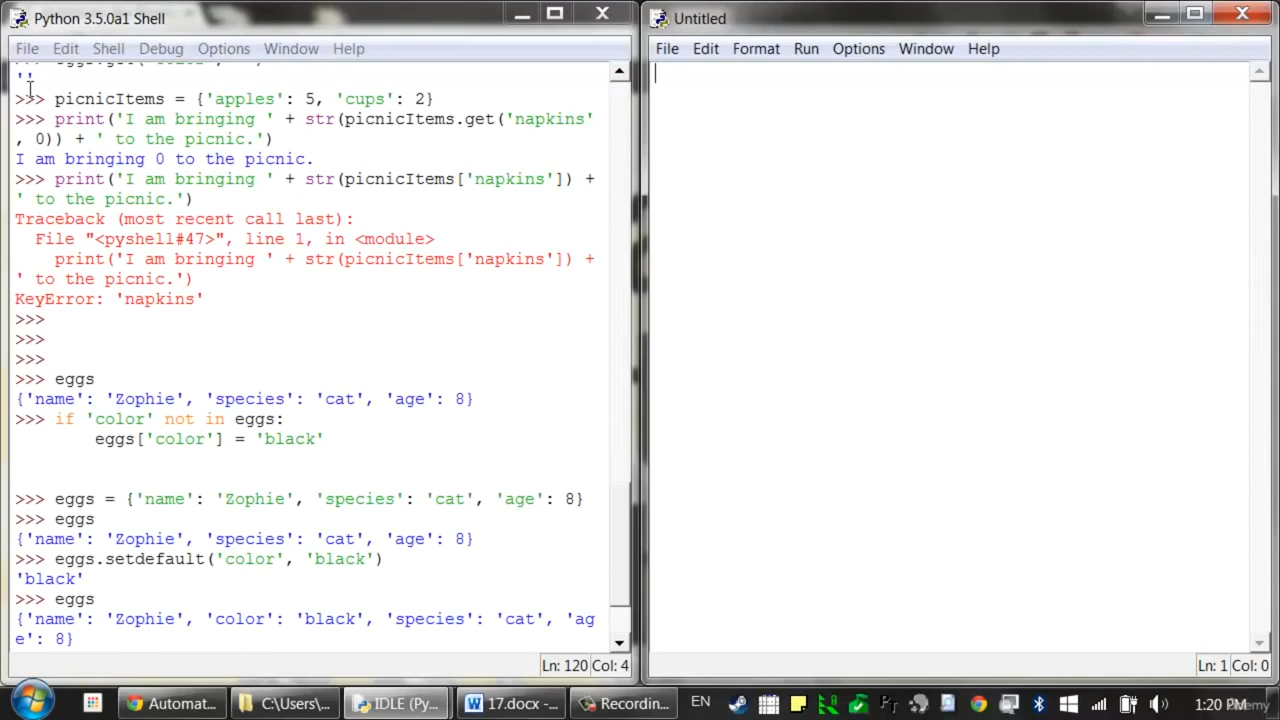 Python 3.5.0a1 Shell
File Edit Shell Debug Options Window Help
''
>>> picnicItems = {'apples': 5, 'cups': 2}
>>> print('I am bringing ' + str(picnicItems.get('napkins'
, 0)) + ' to the picnic.')
I am bringing 0 to the picnic.
>>> print('I am bringing ' + str(picnicItems['napkins']) +
' to the picnic.')
Traceback (most recent call last):
File "<pyshell#47>", line 1, in <module>
print('I am bringing ' + str(picnicItems['napkins']) +
' to the picnic.')
KeyError: 'napkins'
>>>
>>>
>>>
>>> eggs
{'name': 'Zophie', 'species': 'cat', 'age': 8}
>>> if 'color' not in eggs:
eggs['color'] = 'black'
>>> eggs = {'name': 'Zophie', 'species': 'cat', 'age': 8}
>>> eggs
{'name': 'Zophie', 'species': 'cat', 'age': 8}
>>> eggs.setdefault('color', 'black')
'black'
>>> eggs
{'name': 'Zophie', 'color': 'black', 'species': 'cat', 'ag
e': 8}
Ln: 120 Col: 4
Untitled
File Edit Format Run Options Window Help
Ln: 1 Col: 0
Automat...
C:\Users\...
IDLE (Py...
17.docx -...
Recordin...
EN
1:20 PM